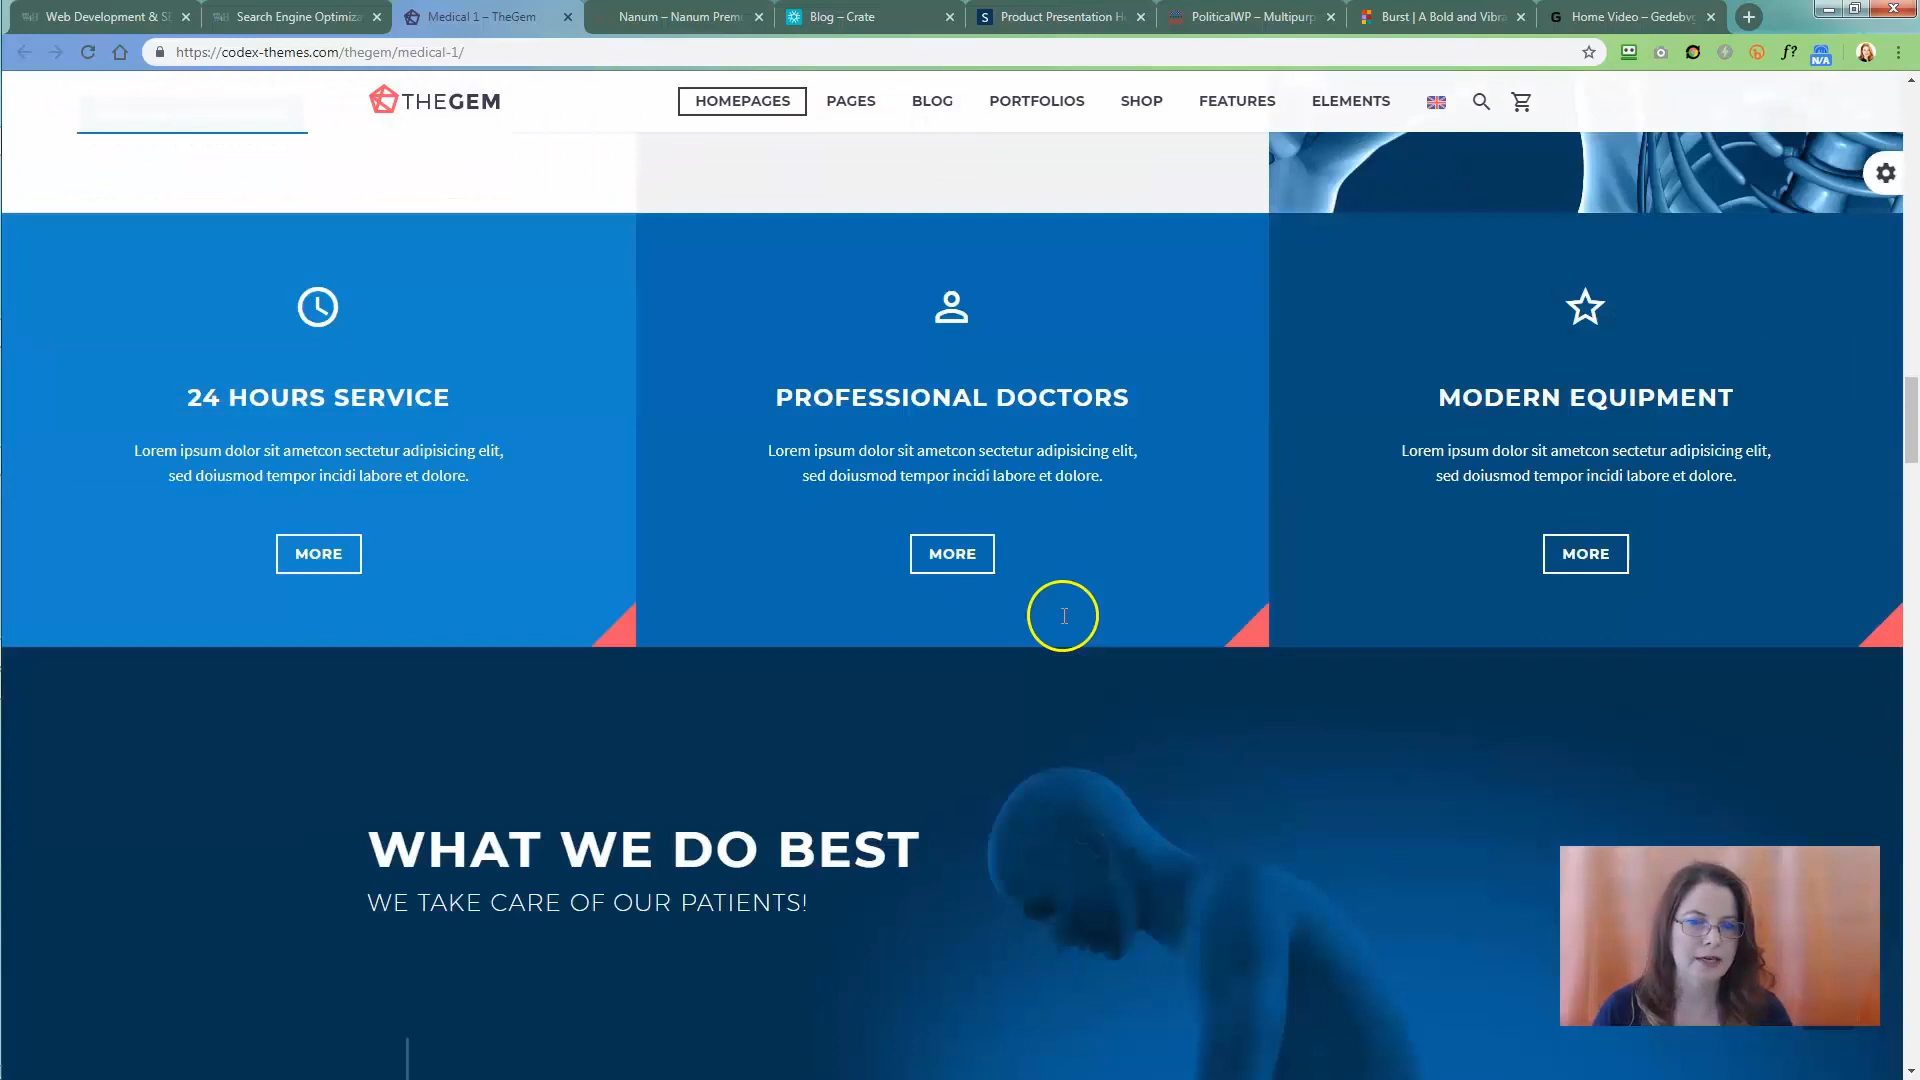 Web Development & SE
Search Engine Optimiza
Medical 1 – TheGem
Nanum – Nanum Premi
Blog – Crate
S Product Presentation H
PoliticalWP – Multipurp
Burst | A Bold and Vibra
G Home Video – Gedebvg
https://codex-themes.com/thegem/medical-1/
f?
N/A
THEGEM
HOMEPAGES
PAGES
BLOG
PORTFOLIOS
SHOP
FEATURES
ELEMENTS
24 HOURS SERVICE
Lorem ipsum dolor sit ametcon sectetur adipisicing elit,
sed doiusmod tempor incidi labore et dolore.
MORE
PROFESSIONAL DOCTORS
Lorem ipsum dolor sit ametcon sectetur adipisicing elit,
sed doiusmod tempor incidi labore et dolore.
MORE
MODERN EQUIPMENT
Lorem ipsum dolor sit ametcon sectetur adipisicing elit,
sed doiusmod tempor incidi labore et dolore.
MORE
WHAT WE DO BEST
WE TAKE CARE OF OUR PATIENTS!